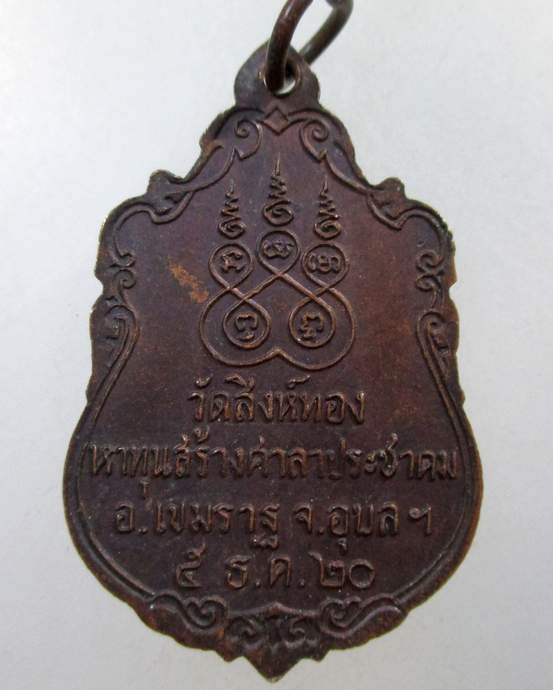 วัดสิงห์ทอง
หาทุนสร้างศาลาประชาคม
อ.เขมราฐ จ.อุบลฯ
๕ ธ.ค.๒๐